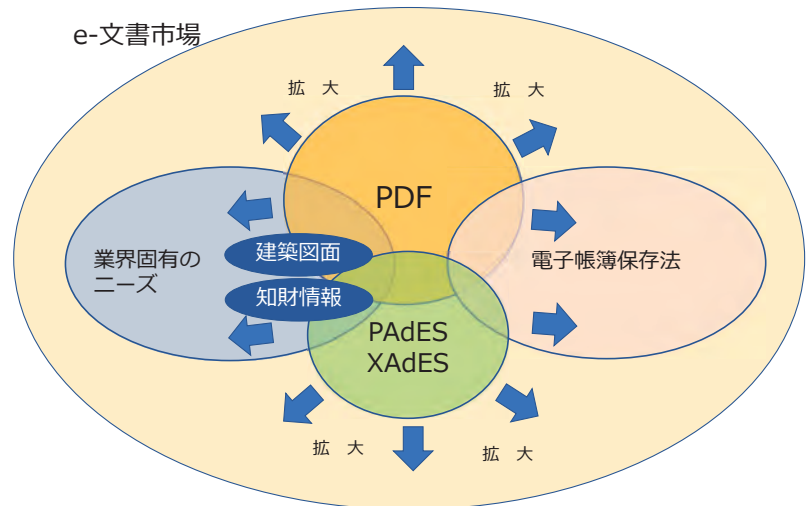 e-文書市場
拡 大
拡 大
PDF
業界固有の
ニーズ
建築図面
知財情報
電子帳簿保存法
PAdES
XAdES
拡 大
拡 大